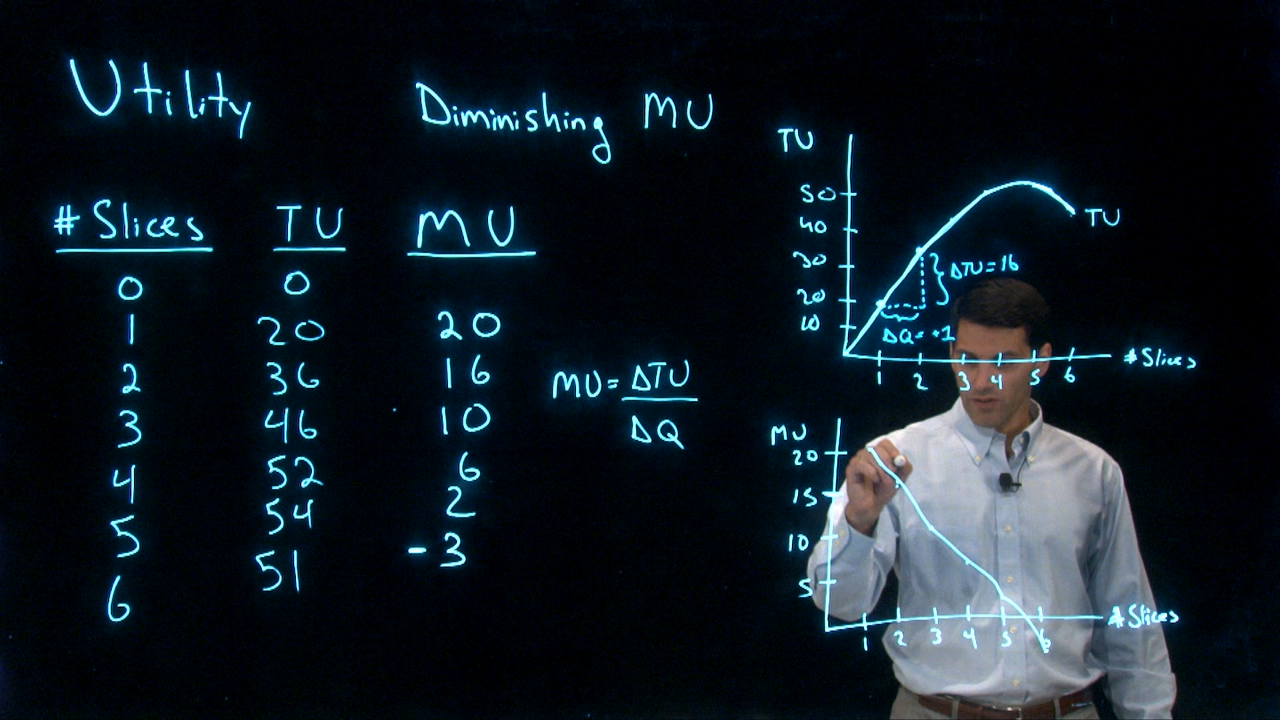 Utility
Diminishing MU
# Slices TU MU
0 0
1 20 20
2 36 16
3 46 10
4 52 6
5 54 2
6 51 -3
MU = ΔTU
ΔQ
TU
50
40
30
20
10
TU
ΔTU = 16
ΔQ = +1
1 2 3 4 5 6
# Slices
MU
20
15
10
5
1 2 3 4 5 6
# Slices